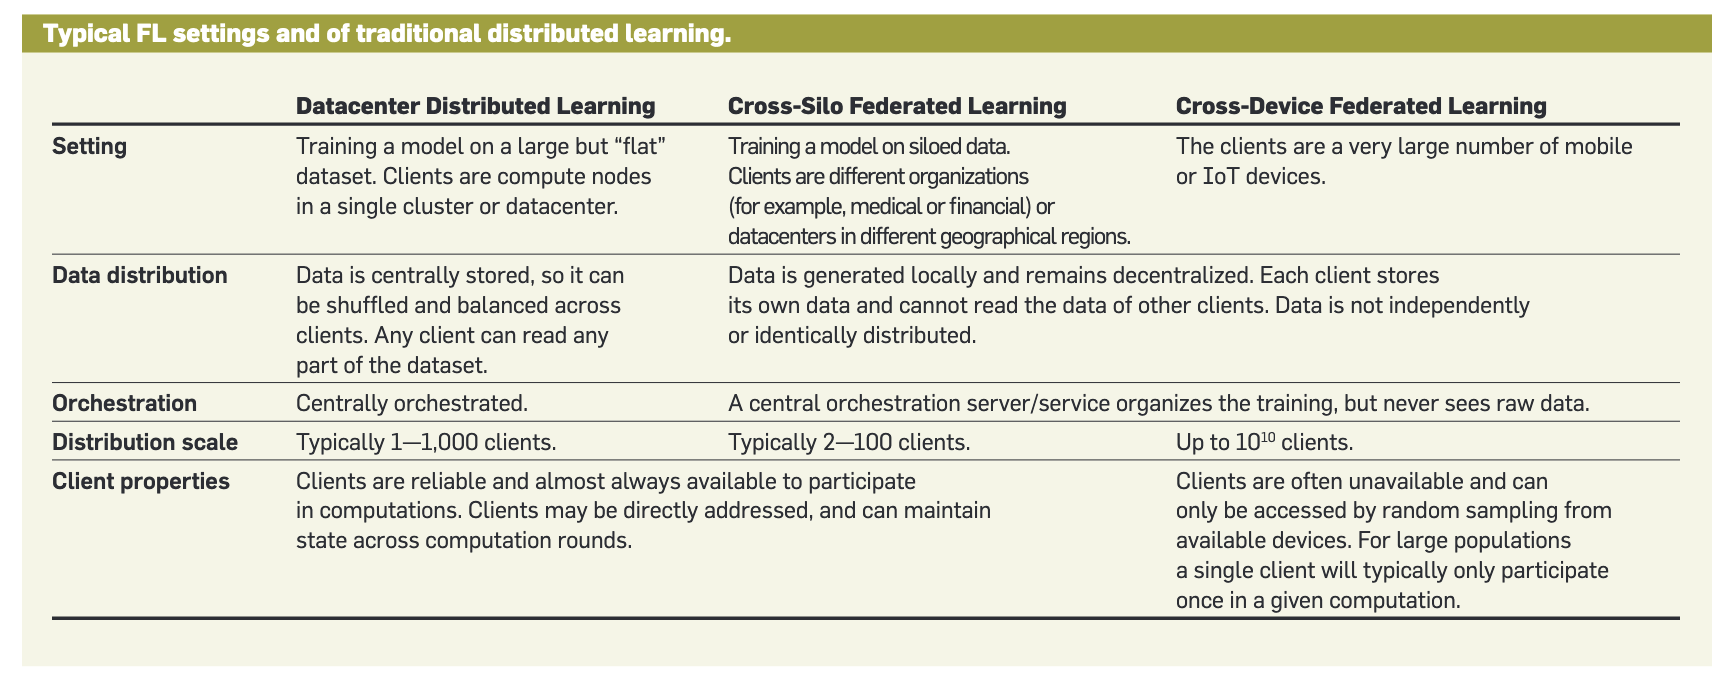 Typical FL settings and of traditional distributed learning.
Datacenter Distributed Learning
Cross-Silo Federated Learning
Cross-Device Federated Learning
Setting
Training a model on a large but “flat”
dataset. Clients are compute nodes
in a single cluster or datacenter.
Training a model on siloed data.
Clients are different organizations
(for example, medical or financial) or
datacenters in different geographical regions.
The clients are a very large number of mobile
or IoT devices.
Data distribution
Data is centrally stored, so it can
be shuffled and balanced across
clients. Any client can read any
part of the dataset.
Data is generated locally and remains decentralized. Each client stores
its own data and cannot read the data of other clients. Data is not independently
or identically distributed.
Orchestration
Centrally orchestrated.
A central orchestration server/service organizes the training, but never sees raw data.
Distribution scale
Typically 1—1,000 clients.
Typically 2—100 clients.
Up to 10¹⁰ clients.
Client properties
Clients are reliable and almost always available to participate
in computations. Clients may be directly addressed, and can maintain
state across computation rounds.
Clients are often unavailable and can
only be accessed by random sampling from
available devices. For large populations
a single client will typically only participate
once in a given computation.